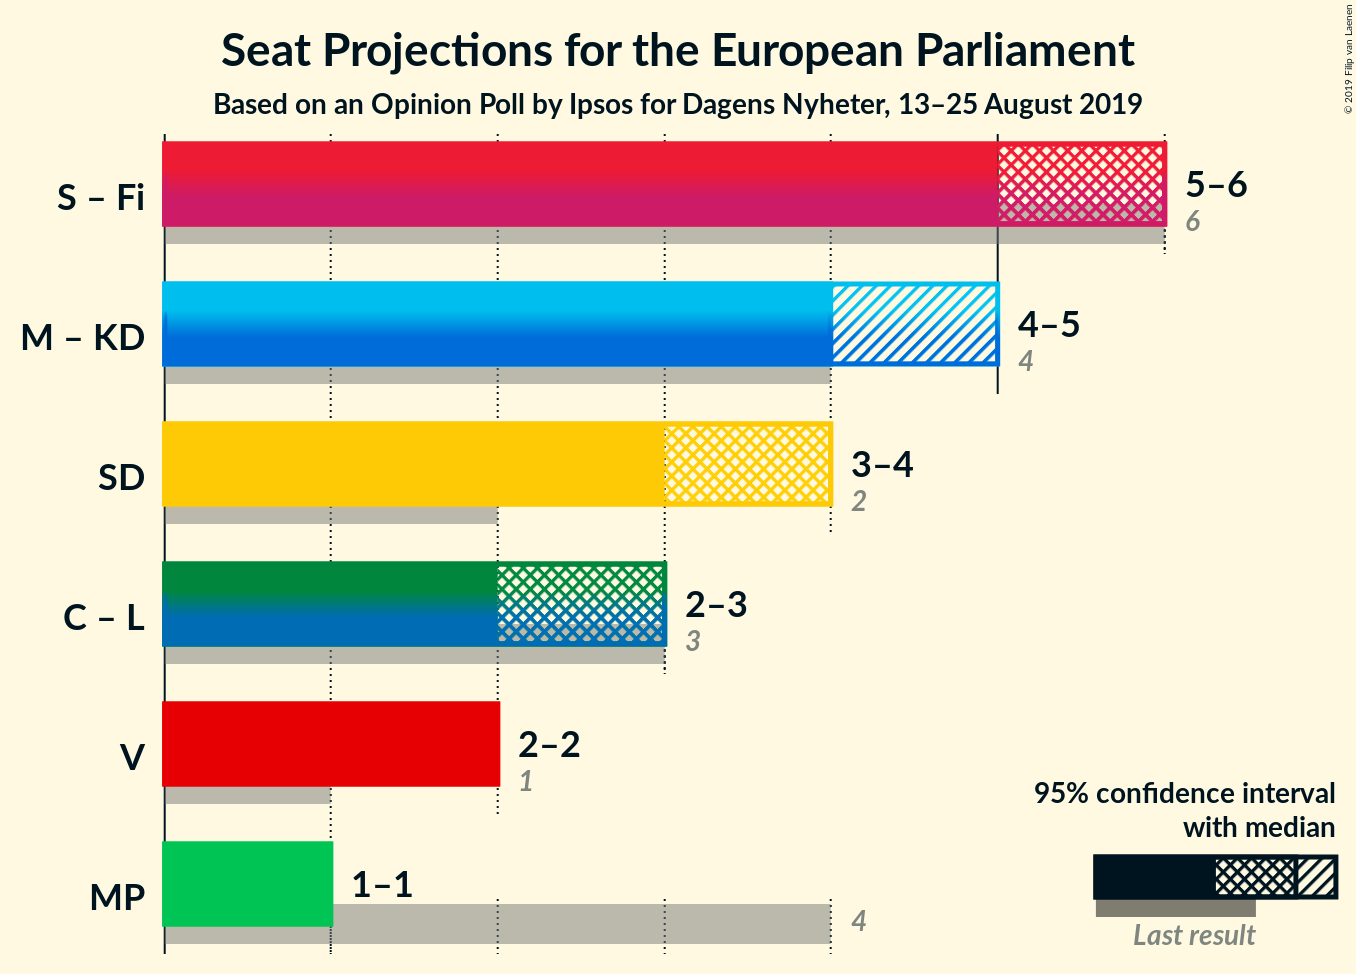 Seat Projections for the European Parliament
Based on an Opinion Poll by Ipsos for Dagens Nyheter, 13–25 August 2019
© 2019 Filip van Laenen
S – Fi
5–6
6
M – KD
4–5
4
SD
3–4
2
C – L
2–3
3
V
2–2
1
MP
1–1
4
95% confidence interval
with median
Last result